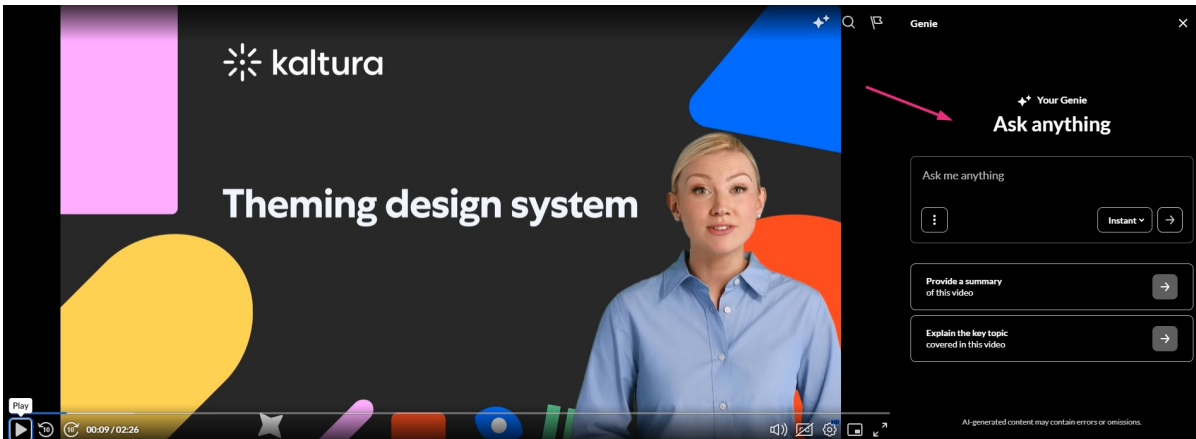 kaltura
Theming design system
Play
10
10
00:09 / 02:26
HD
Genie
Your Genie
Ask anything
Ask me anything
Instant
Provide a summary
of this video
Explain the key topic
covered in this video
AI-generated content may contain errors or omissions.